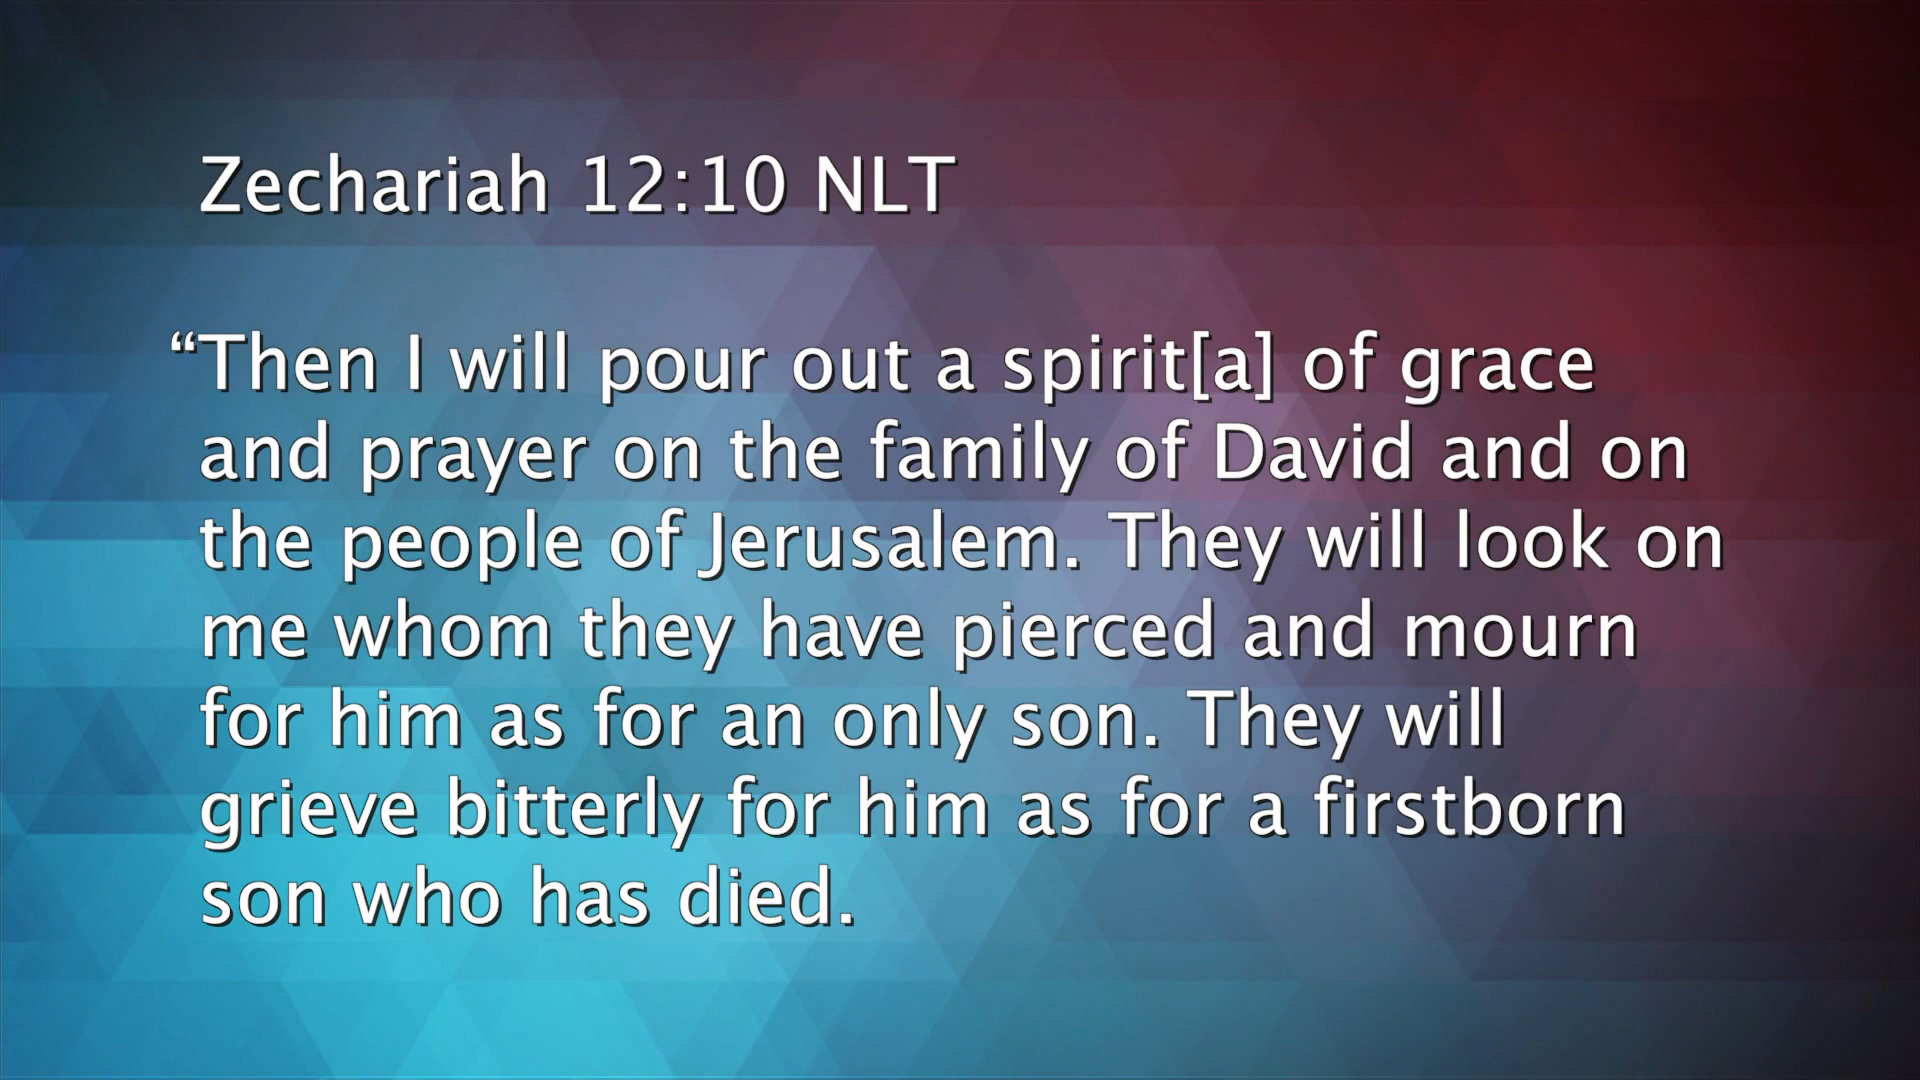 Zechariah 12:10 NLT
“Then I will pour out a spirit[a] of grace
and prayer on the family of David and on
the people of Jerusalem. They will look on
me whom they have pierced and mourn
for him as for an only son. They will
grieve bitterly for him as for a firstborn
son who has died.